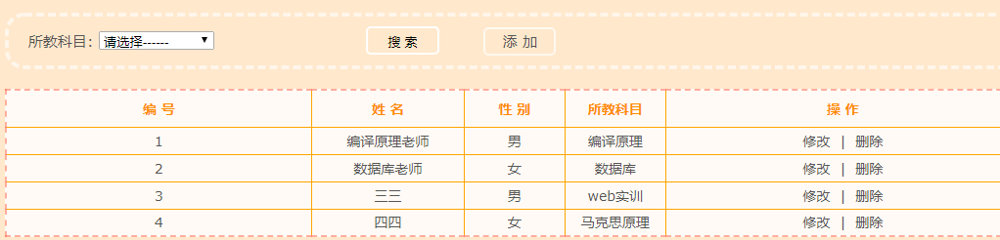 所教科目: 请选择------ 搜 索 添 加
编 号 姓 名 性 别 所教科目 操 作
1 编译原理老师 男 编译原理 修改 | 删除
2 数据库老师 女 数据库 修改 | 删除
3 三三 男 web实训 修改 | 删除
4 四四 女 马克思原理 修改 | 删除